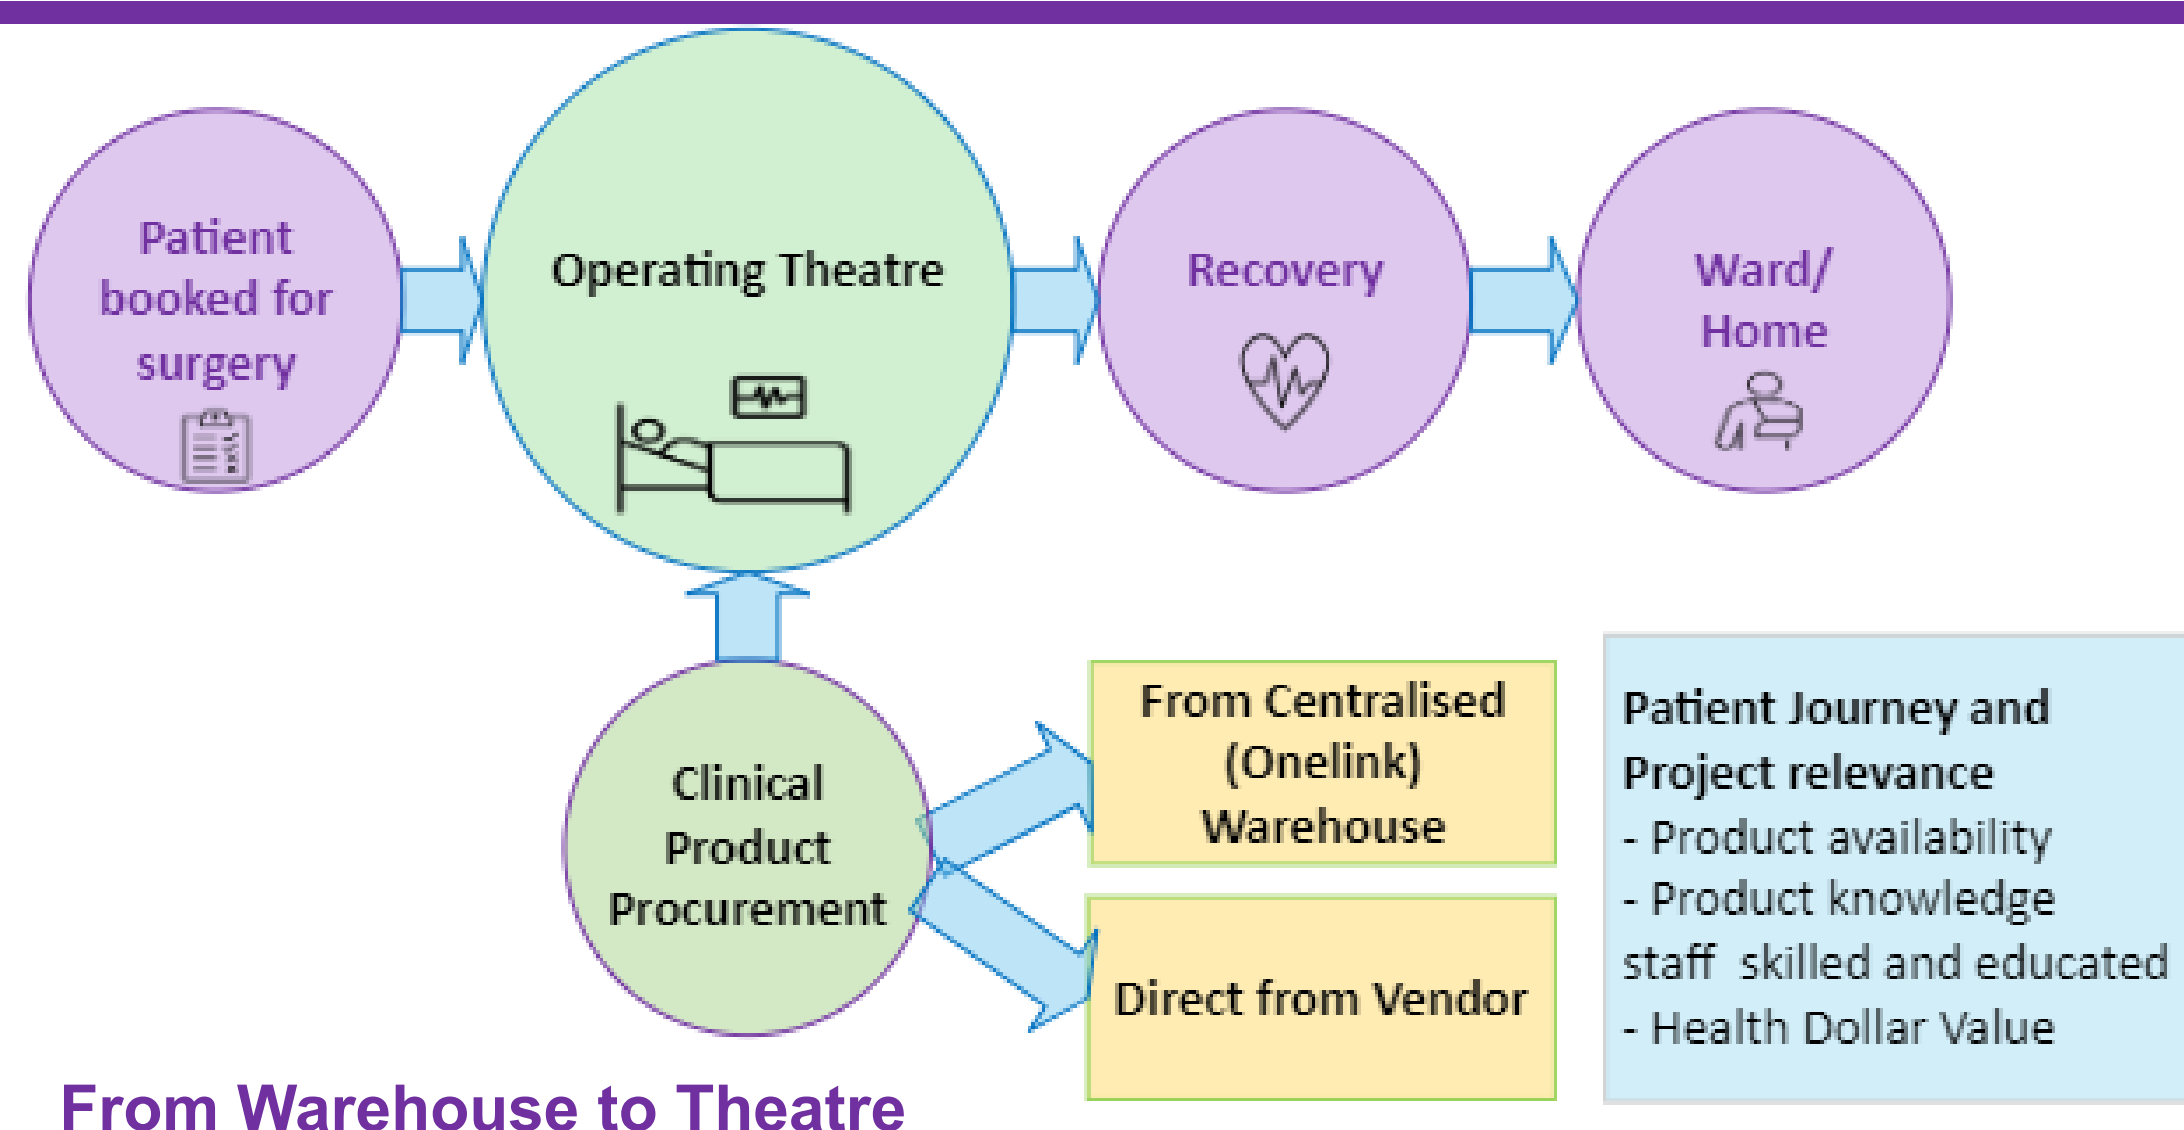 Patient
booked for
surgery
Operating Theatre
Recovery
Ward/
Home
Clinical
Product
Procurement
From Centralised
(Onelink)
Warehouse
Direct from Vendor
Patient Journey and
Project relevance
- Product availability
- Product knowledge
staff  skilled and educated
- Health Dollar Value
From Warehouse to Theatre